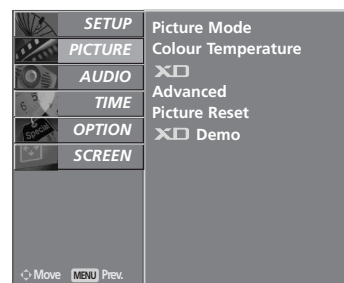 SETUP
PICTURE
AUDIO
TIME
OPTION
SCREEN
Move MENU Prev.
Picture Mode
Colour Temperature
XD
Advanced
Picture Reset
XD Demo